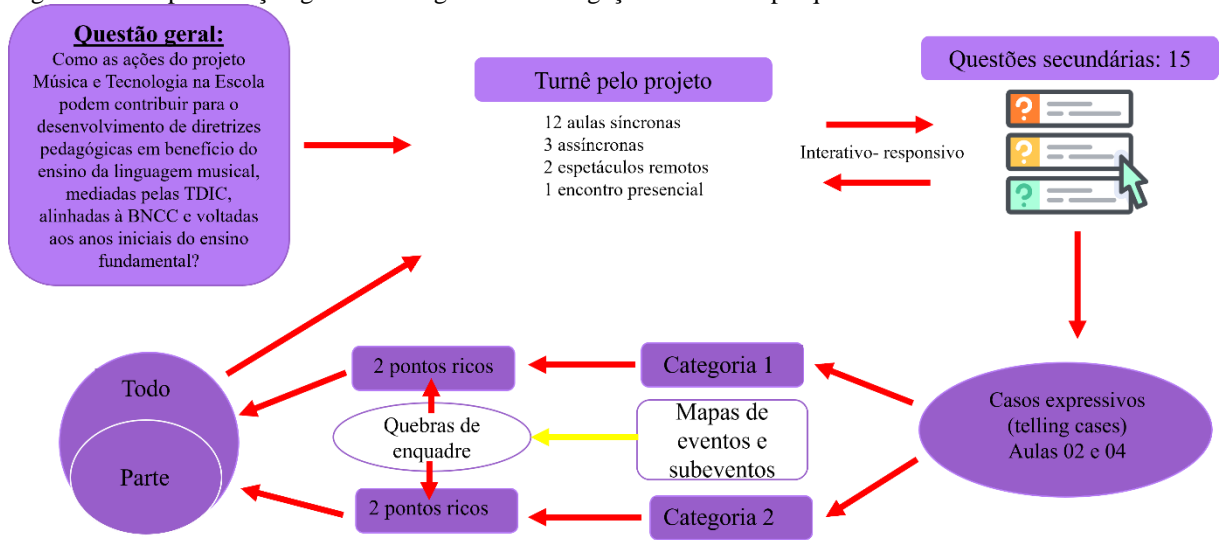 Questão geral:
Como as ações do projeto
Música e Tecnologia na Escola
podem contribuir para o
desenvolvimento de diretrizes
pedagógicas em benefício do
ensino da linguagem musical,
mediadas pelas TDIC,
alinhadas à BNCC e voltadas
aos anos iniciais do ensino
fundamental?
Turnê pelo projeto
12 aulas síncronas
3 assíncronas
2 espetáculos remotos
1 encontro presencial
Interativo- responsivo
Questões secundárias: 15
?
?
?
Casos expressivos
(telling cases)
Aulas 02 e 04
Categoria 1
Mapas de
eventos e
subeventos
Categoria 2
2 pontos ricos
Quebras de
enquadre
2 pontos ricos
Todo
Parte